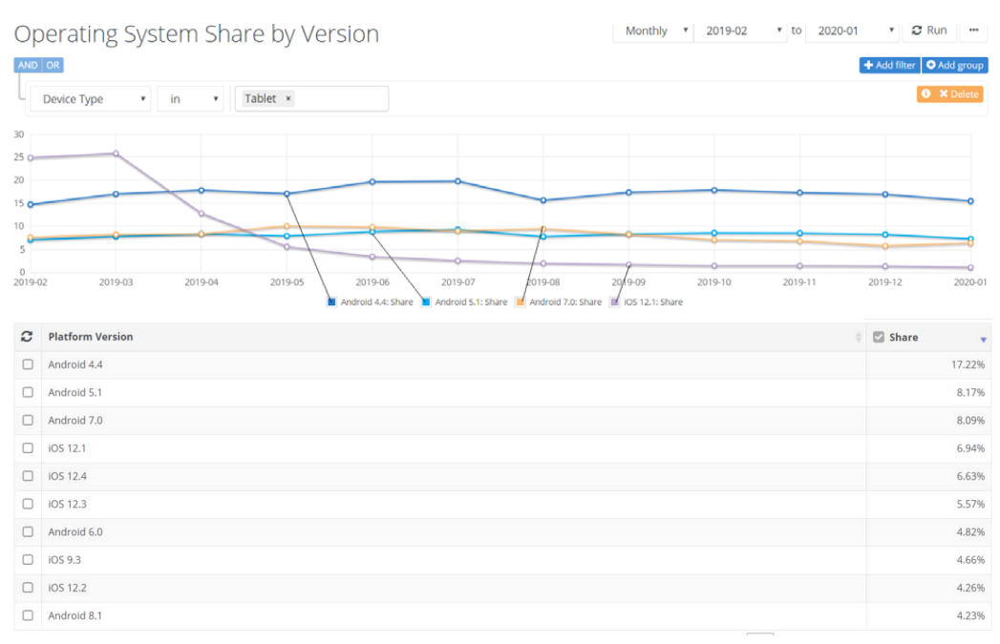 Operating System Share by Version
Monthly 2019-02 to 2020-01 Run ...
AND OR
Add filter Add group
Device Type in Tablet × Delete
30
25
20
15
10
5
0
2019-02 2019-03 2019-04 2019-05 2019-06 2019-07 2019-08 2019-09 2019-10 2019-11 2019-12 2020-01
Android 4.4: Share Android 5.1: Share Android 7.0: Share iOS 12.1: Share
Platform Version Share
Android 4.4 17.22%
Android 5.1 8.17%
Android 7.0 8.09%
iOS 12.1 6.94%
iOS 12.4 6.63%
iOS 12.3 5.57%
Android 6.0 4.82%
iOS 9.3 4.66%
iOS 12.2 4.26%
Android 8.1 4.23%